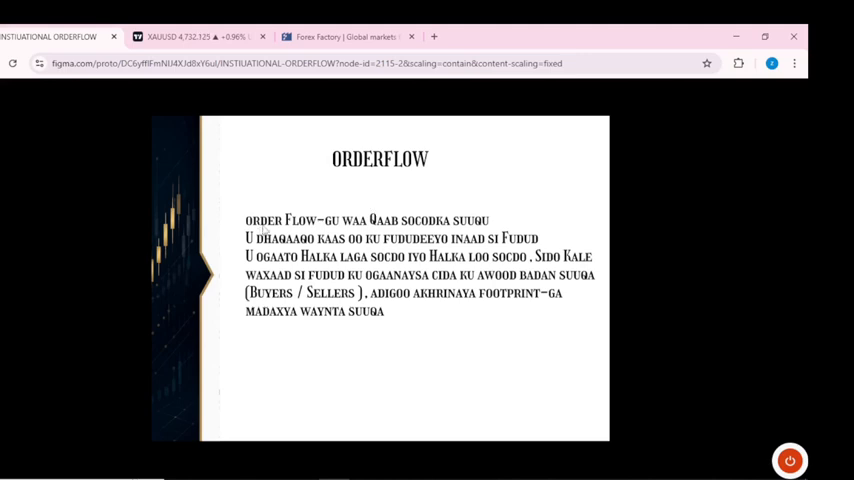 INSTIUATIONAL ORDERFLOW
XAUUSD 4,732.125 ▲ +0.96%
Forex Factory | Global markets
figma.com/proto/DC6yffIFmNIJ4XJd8xY6ul/INSTIUATIONAL-ORDERFLOW?node-id=2115-2&scaling=contain&content-scaling=fixed
ORDERFLOW
ORDER FLOW-GU WAA QAAB SOCODKA SUUQU
U DHAQAAQO KAAS OO KU FUDUDEEYO INAAD SI FUDUD
U OGAATO HALKA LAGA SOCDO IYO HALKA LOO SOCDO . SIDO KALE
WAXAAD SI FUDUD KU OGAANAYSA CIDA KU AWOOD BADAN SUUQA
(BUYERS / SELLERS ), ADIGOO AKHRINAYA FOOTPRINT-GA
MADAXYA WAYNTA SUUQA